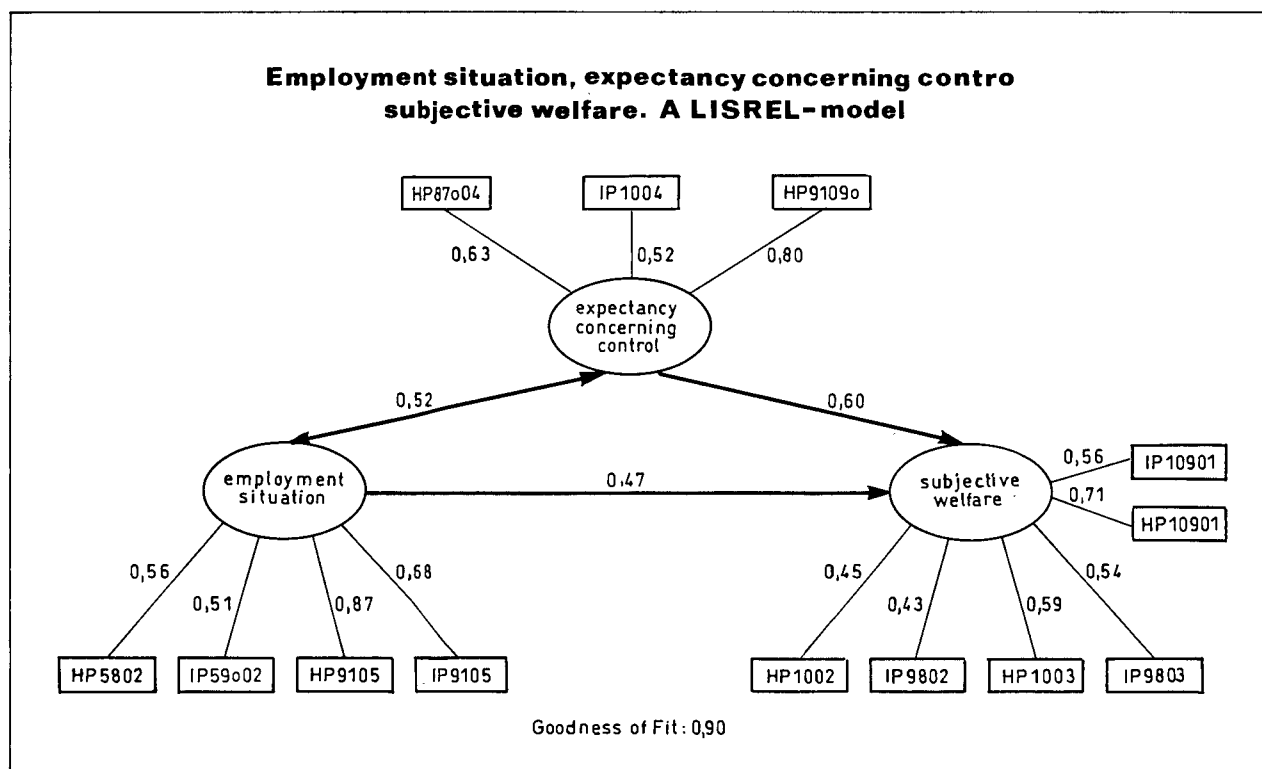 Employment situation, expectancy concerning contro
subjective welfare. A LISREL-model
HP87o04
IP1004
HP9109o
0,63
0,52
0,80
expectancy
concerning
control
0,52
0,60
employment
situation
0,47
subjective
welfare
0,56
IP10901
0,71
HP10901
0,56
0,51
0,87
0,68
0,45
0,43
0,59
0,54
HP5802
IP59o02
HP9105
IP9105
HP1002
IP9802
HP1003
IP9803
Goodness of Fit: 0,90